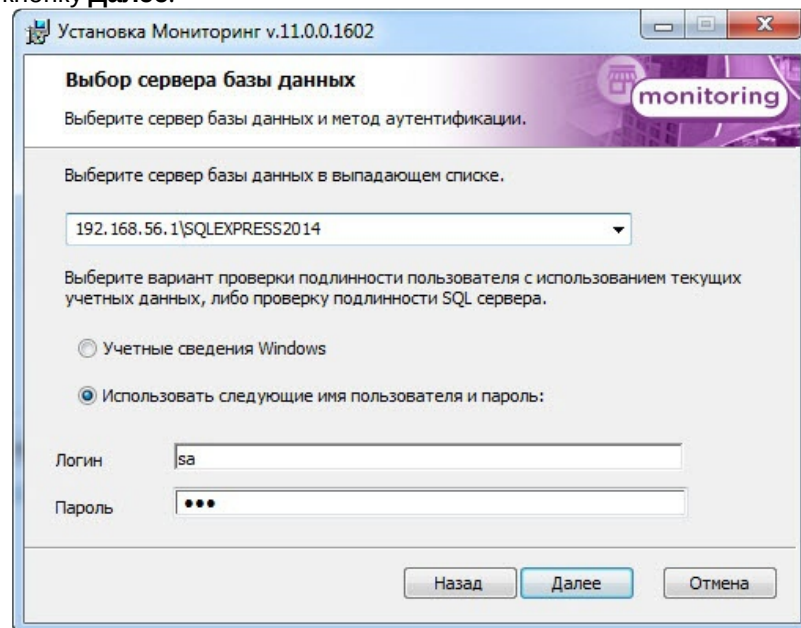 кнопку Далее.
Установка Мониторинг v.11.0.0.1602
Выбор сервера базы данных
monitoring
Выберите сервер базы данных и метод аутентификации.
Выберите сервер базы данных в выпадающем списке.
192.168.56.1\SQLEXPRESS2014
Выберите вариант проверки подлинности пользователя с использованием текущих
учетных данных, либо проверку подлинности SQL сервера.
Учетные сведения Windows
Использовать следующие имя пользователя и пароль:
Логин sa
Пароль •••
Назад Далее Отмена